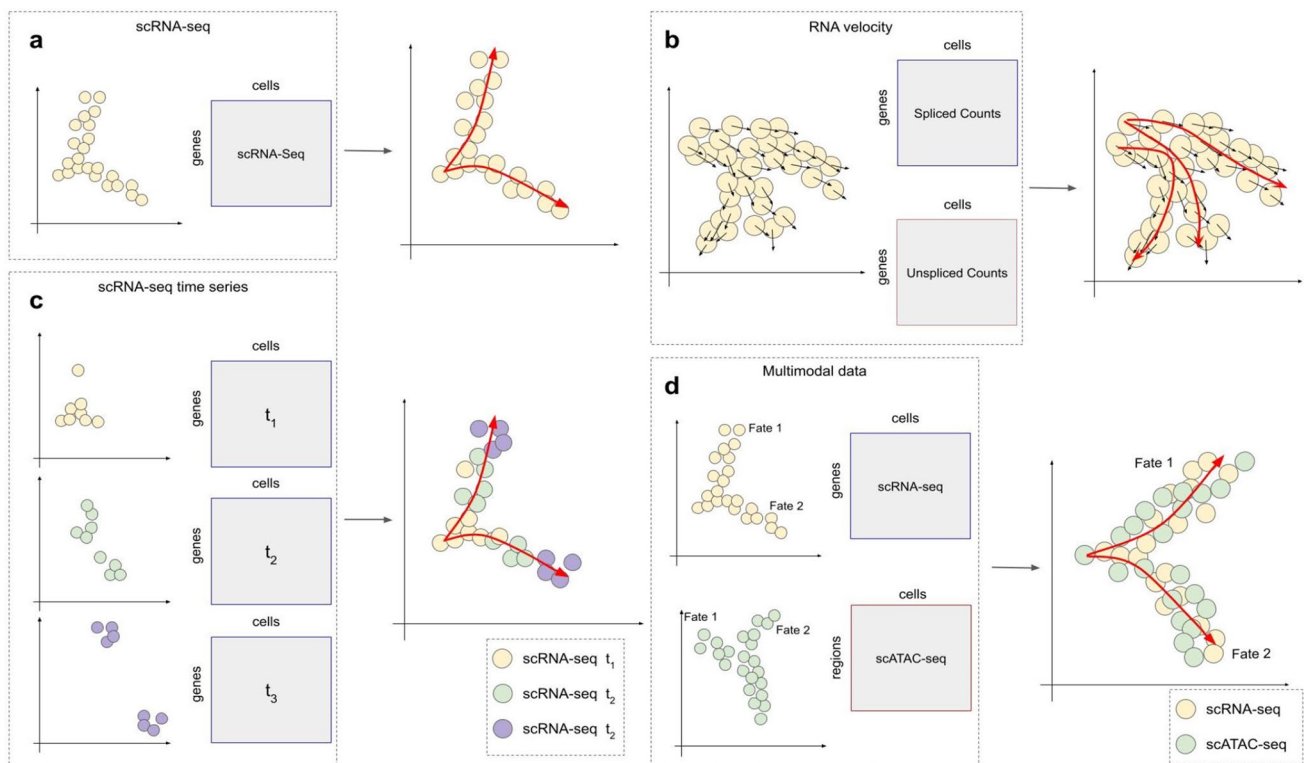 a
scRNA-seq
cells
genes
scRNA-Seq
b
RNA velocity
cells
genes
Spliced Counts
cells
genes
Unspliced Counts
c
scRNA-seq time series
cells
genes
t₁
cells
genes
t₂
cells
genes
t₃
scRNA-seq t₁
scRNA-seq t₂
scRNA-seq t₂
d
Multimodal data
Fate 1
Fate 2
cells
genes
scRNA-seq
Fate 1
Fate 2
cells
regions
scATAC-seq
Fate 1
Fate 2
scRNA-seq
scATAC-seq